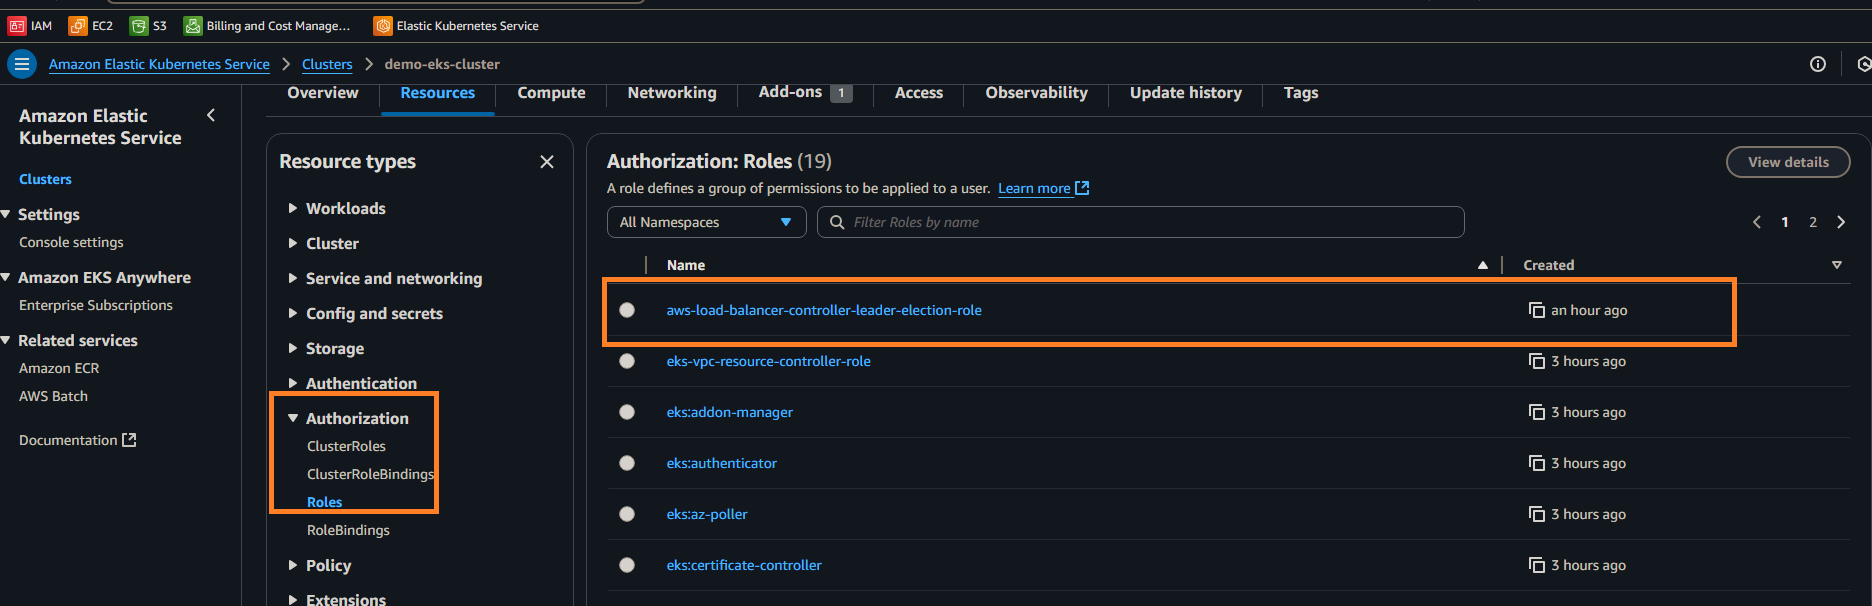 IAM EC2 S3 Billing and Cost Manage... Elastic Kubernetes Service
Amazon Elastic Kubernetes Service Clusters demo-eks-cluster
Overview Resources Compute Networking Add-ons 1 Access Observability Update history Tags
Amazon Elastic
Kubernetes Service
Clusters
Settings
Console settings
Amazon EKS Anywhere
Enterprise Subscriptions
Related services
Amazon ECR
AWS Batch
Documentation
Resource types
Workloads
Cluster
Service and networking
Config and secrets
Storage
Authentication
Authorization
ClusterRoles
ClusterRoleBindings
Roles
RoleBindings
Policy
Extensions
Authorization: Roles (19)
View details
A role defines a group of permissions to be applied to a user. Learn more
All Namespaces Filter Roles by name
1 2
Name Created
aws-load-balancer-controller-leader-election-role an hour ago
eks-vpc-resource-controller-role 3 hours ago
eks:addon-manager 3 hours ago
eks:authenticator 3 hours ago
eks:az-poller 3 hours ago
eks:certificate-controller 3 hours ago